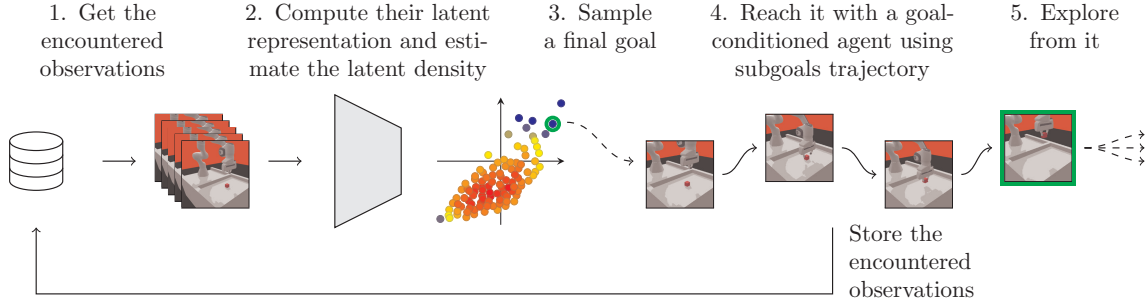 1. Get the
encountered
observations
2. Compute their latent
representation and esti-
mate the latent density
3. Sample
a final goal
4. Reach it with a goal-
conditioned agent using
subgoals trajectory
5. Explore
from it
Store the
encountered
observations